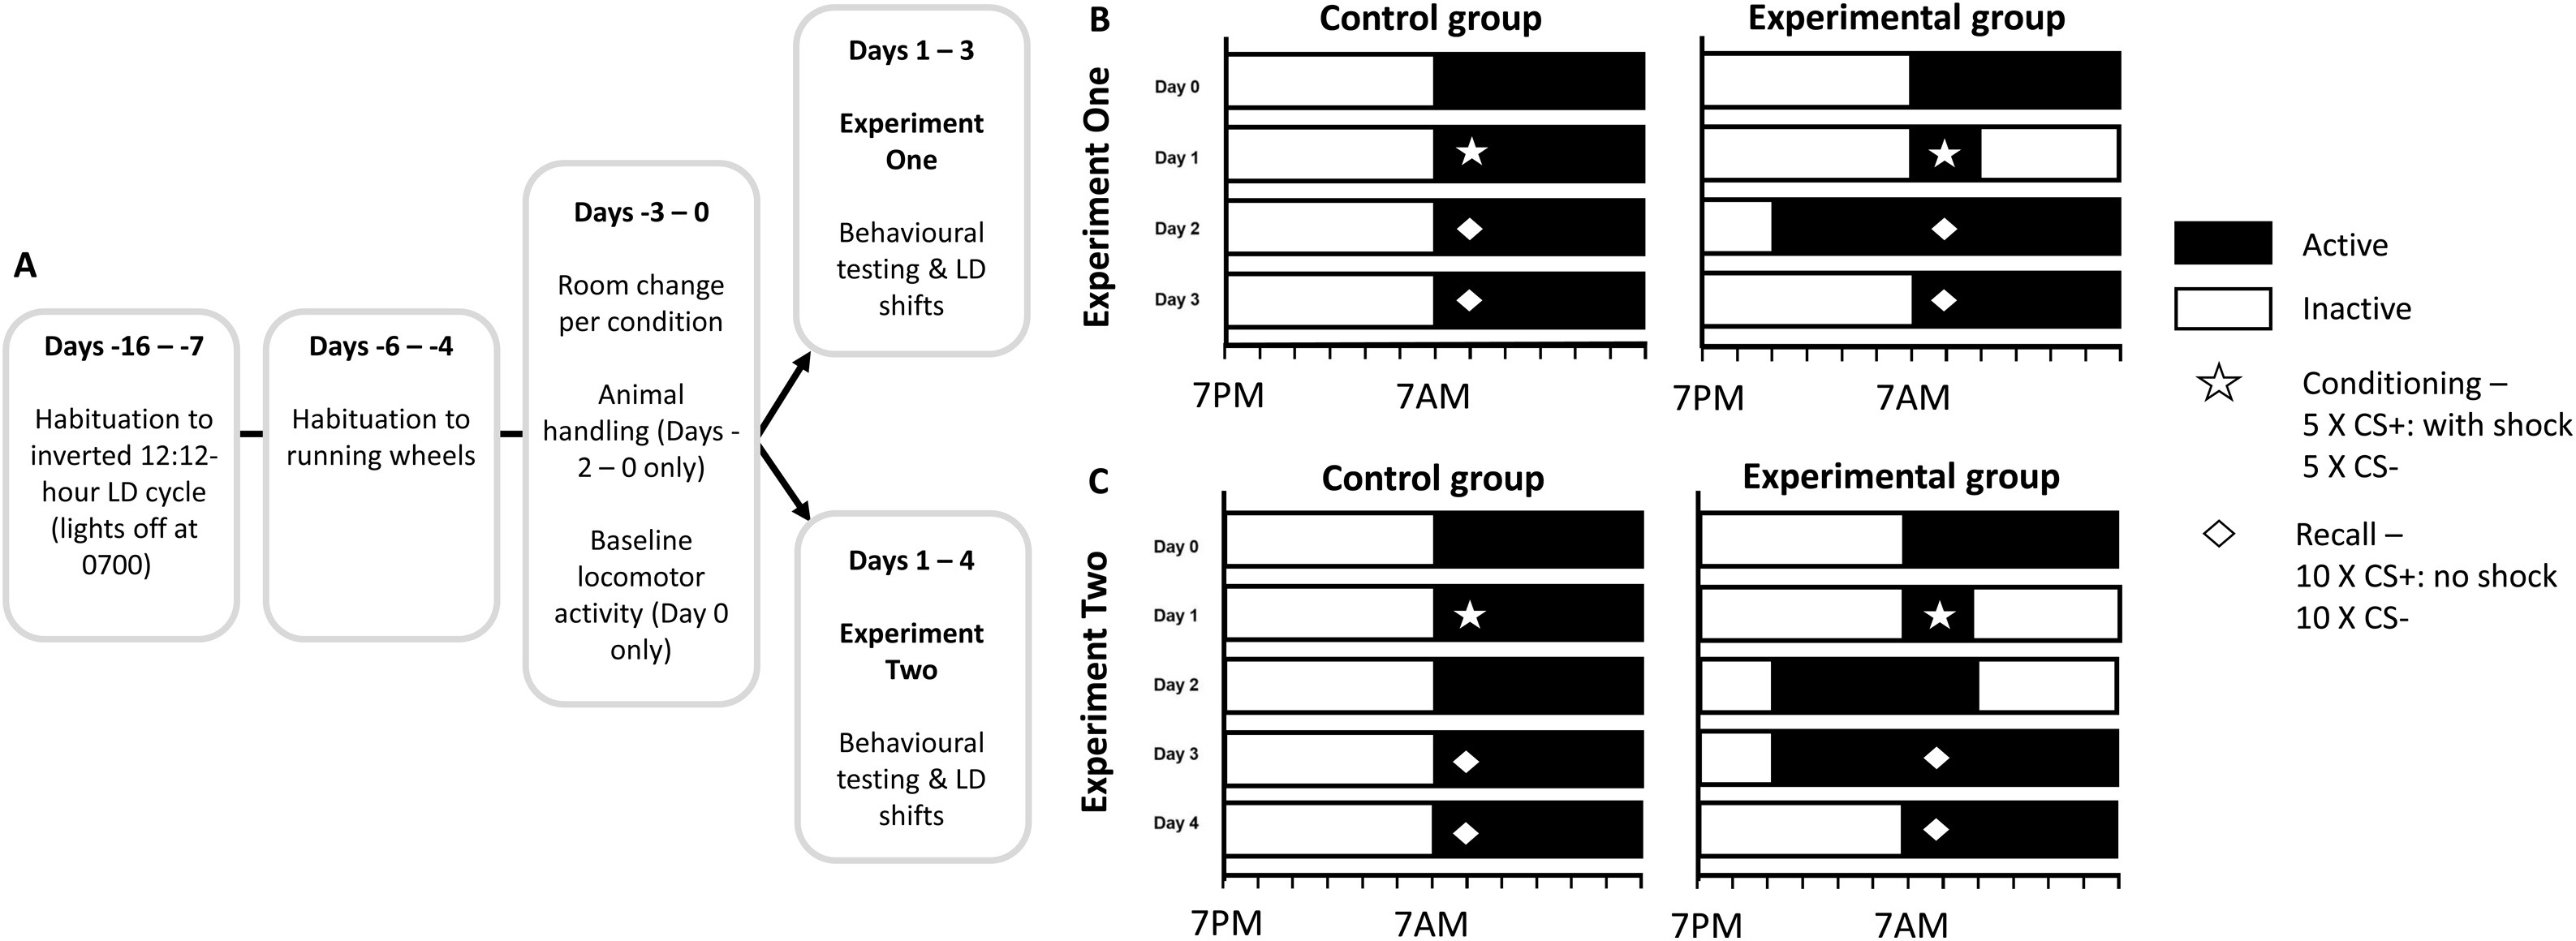 A
Days -16 – -7
Habituation to
inverted 12:12-
hour LD cycle
(lights off at
0700)
Days -6 – -4
Habituation to
running wheels
Days -3 – 0
Room change
per condition
Animal
handling (Days -
2 – 0 only)
Baseline
locomotor
activity (Day 0
only)
Days 1 – 3
Experiment
One
Behavioural
testing & LD
shifts
Days 1 – 4
Experiment
Two
Behavioural
testing & LD
shifts
B
Experiment One
Control group
Experimental group
Day 0
Day 1
Day 2
Day 3
7PM
7AM
7PM
7AM
C
Experiment Two
Control group
Experimental group
Day 0
Day 1
Day 2
Day 3
Day 4
7PM
7AM
7PM
7AM
Active
Inactive
Conditioning –
5 X CS+: with shock
5 X CS-
Recall –
10 X CS+: no shock
10 X CS-